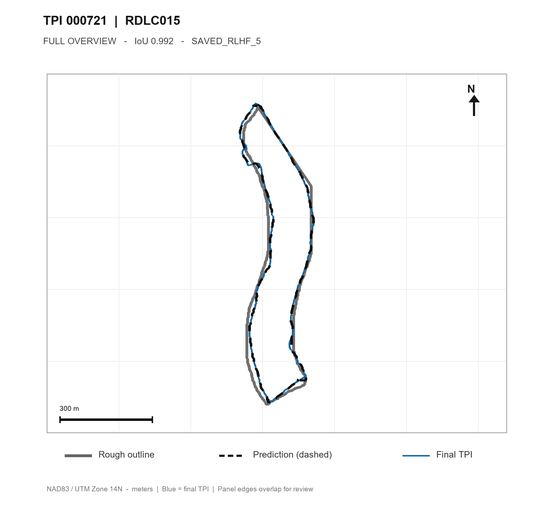 TPI 000721 | RDLC015
FULL OVERVIEW - IoU 0.992 - SAVED_RLHF_5
N
300 m
Rough outline
Prediction (dashed)
Final TPI
NAD83 / UTM Zone 14N - meters | Blue = final TPI | Panel edges overlap for review